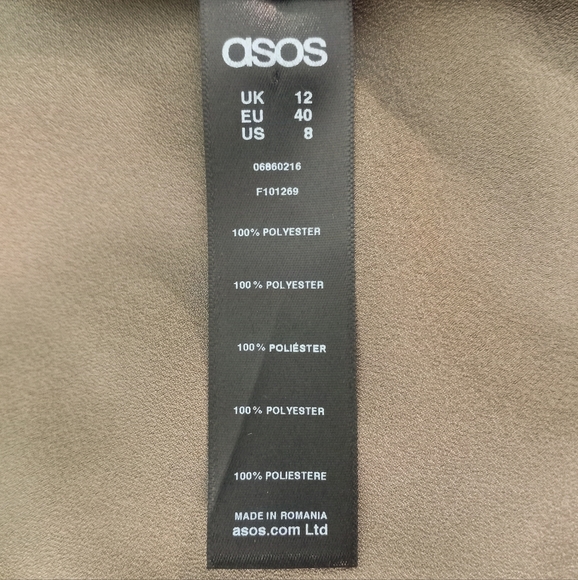 asos
UK 12
EU 40
US 8
06860216
F101269
100% POLYESTER
100% POLYESTER
100% POLIÉSTER
100% POLYESTER
100% POLIESTERE
MADE IN ROMANIA
asos.com Ltd